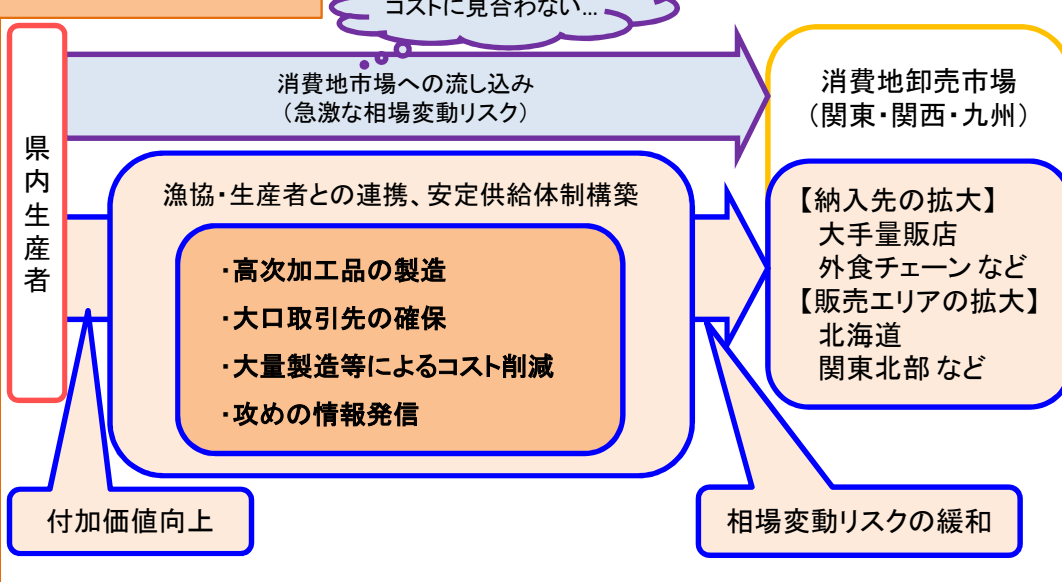 コストに見合わない…
消費地市場への流し込み
（急激な相場変動リスク）
消費地卸売市場
（関東・関西・九州）
県内生産者
漁協・生産者との連携、安定供給体制構築
・高次加工品の製造
・大口取引先の確保
・大量製造等によるコスト削減
・攻めの情報発信
【納入先の拡大】
大手量販店
外食チェーン など
【販売エリアの拡大】
北海道
関東北部 など
付加価値向上
相場変動リスクの緩和